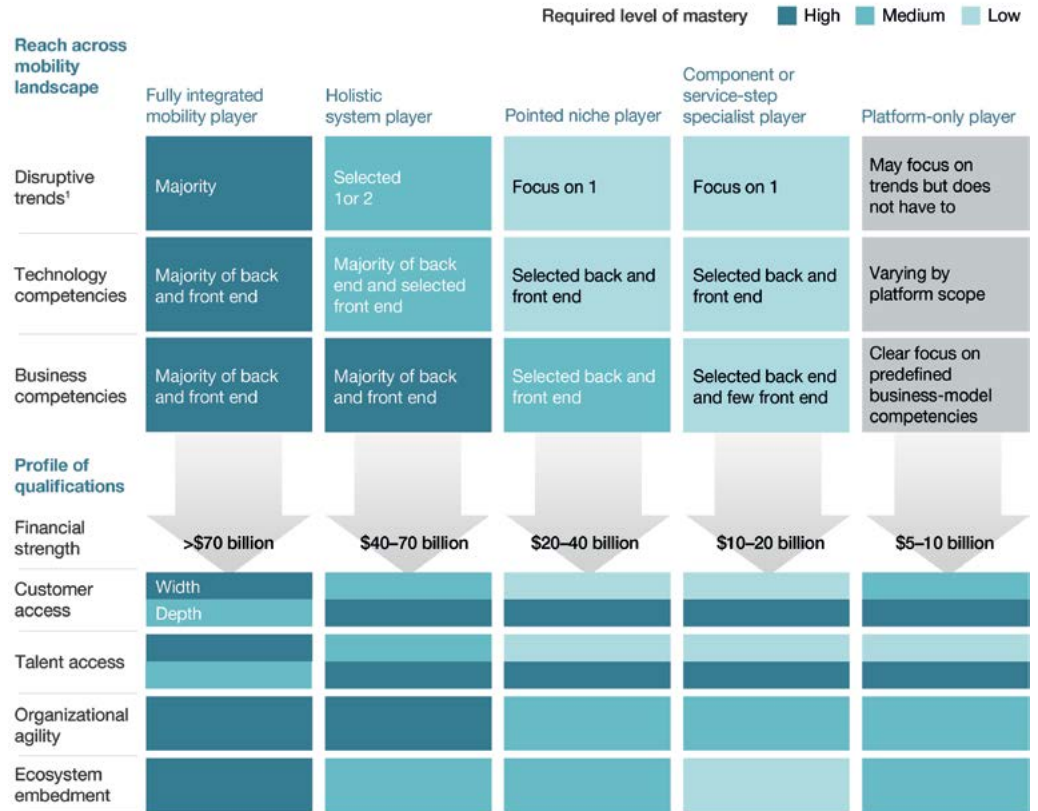 Required level of mastery High Medium Low
Reach across
mobility
landscape
Fully integrated
mobility player
Holistic
system player
Pointed niche player
Component or
service-step
specialist player
Platform-only player
Disruptive
trends¹
Majority
Selected
1or 2
Focus on 1
Focus on 1
May focus on
trends but does
not have to
Technology
competencies
Majority of back
and front end
Majority of back
end and selected
front end
Selected back and
front end
Selected back and
front end
Varying by
platform scope
Business
competencies
Majority of back
and front end
Majority of back
and front end
Selected back and
front end
Selected back end
and few front end
Clear focus on
predefined
business-model
competencies
Profile of
qualifications
Financial
strength
>$70 billion
$40–70 billion
$20–40 billion
$10–20 billion
$5–10 billion
Customer
access
Width
Depth
Talent access
Organizational
agility
Ecosystem
embedment